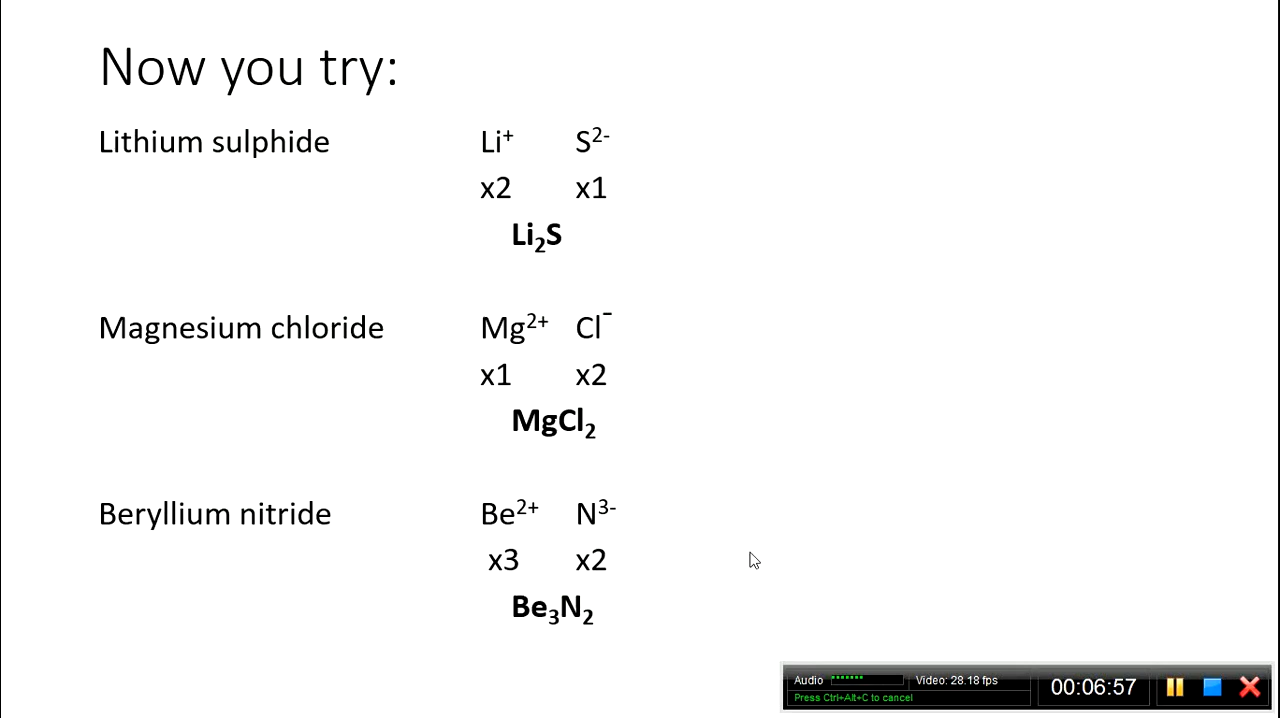 Now you try:
Lithium sulphide Li⁺ S²⁻
x2 x1
Li₂S
Magnesium chloride Mg²⁺ Cl⁻
x1 x2
MgCl₂
Beryllium nitride Be²⁺ N³⁻
x3 x2
Be₃N₂
Audio Video: 28.18 fps 00:06:57
Press Ctrl+Alt+C to cancel